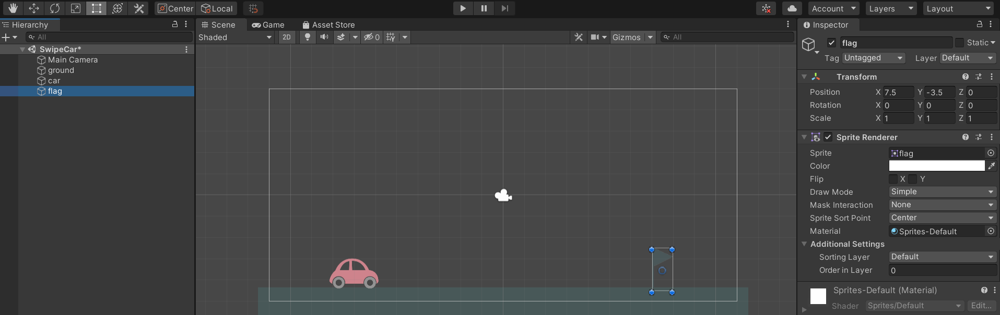 Center Local Account Layers Layout
Hierarchy
All
SwipeCar*
Main Camera
ground
car
flag
Scene Game Asset Store
Shaded 2D 0 Gizmos All
Inspector
flag Static
Tag Untagged Layer Default
Transform
Position X 7.5 Y -3.5 Z 0
Rotation X 0 Y 0 Z 0
Scale X 1 Y 1 Z 1
Sprite Renderer
Sprite flag
Color
Flip X Y
Draw Mode Simple
Mask Interaction None
Sprite Sort Point Center
Material Sprites-Default
Additional Settings
Sorting Layer Default
Order in Layer 0
Sprites-Default (Material)
Shader Sprites/Default Edit...